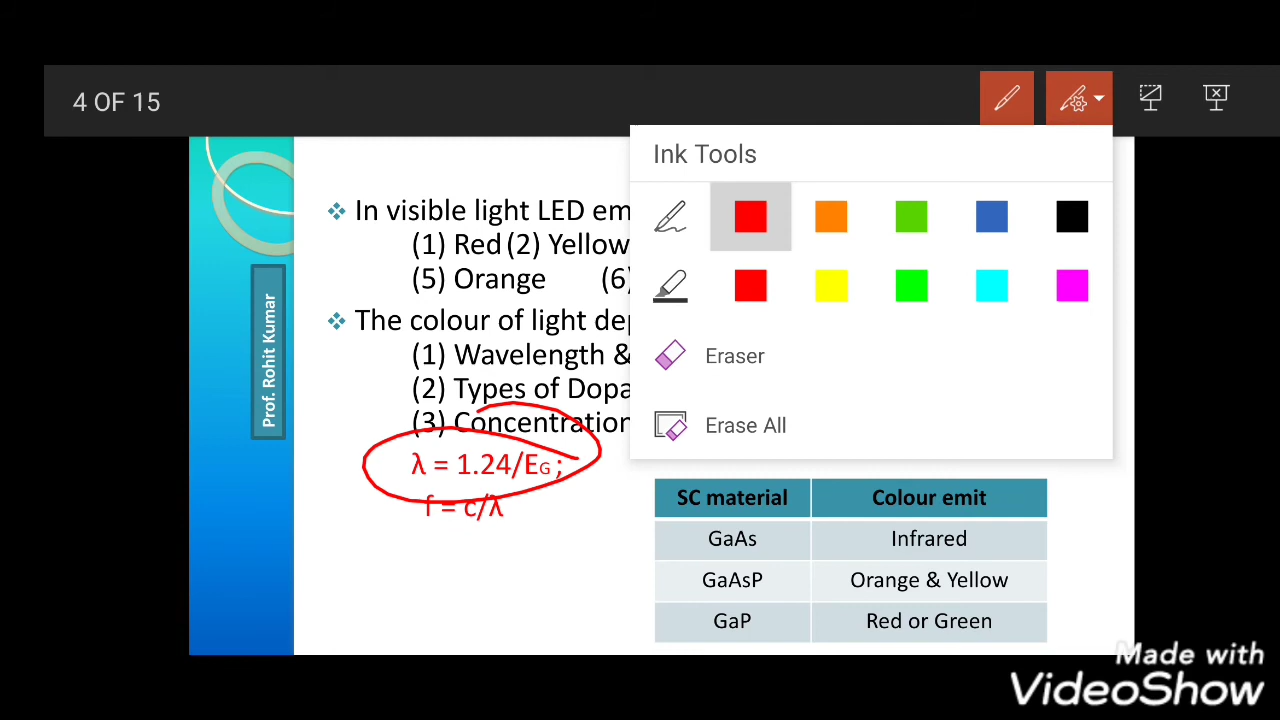 4 OF 15
Ink Tools
Eraser
Erase All
Prof. Rohit Kumar
❖ In visible light LED em
(1) Red (2) Yellow
(5) Orange (6)
❖ The colour of light dep
(1) Wavelength &
(2) Types of Dopa
(3) Concentration
λ = 1.24/EG ;
f = c/λ
SC material Colour emit
GaAs Infrared
GaAsP Orange & Yellow
GaP Red or Green
Made with
VideoShow